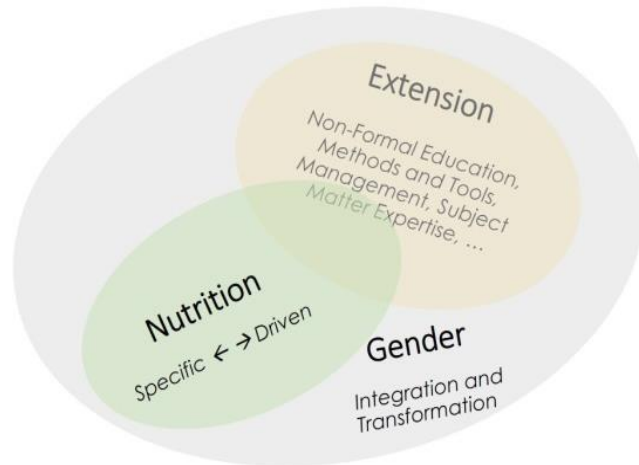 Extension
Non-Formal Education,
Methods and Tools,
Management, Subject
Matter Expertise, ...
Nutrition
Specific ← → Driven
Gender
Integration and
Transformation